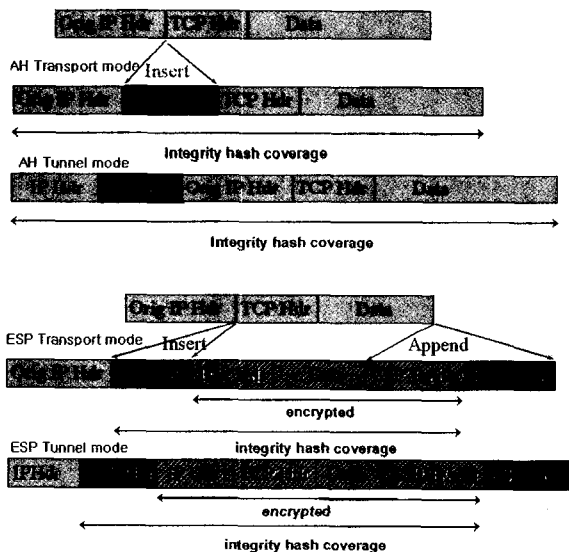 Orig IP Hdr TCP Hdr Data
AH Transport mode
Insert
Orig IP Hdr TCP Hdr Data
Integrity hash coverage
AH Tunnel mode
IP Hdr Orig IP Hdr TCP Hdr Data
Integrity hash coverage
Orig IP Hdr TCP Hdr Data
ESP Transport mode
Insert Append
Orig IP Hdr
encrypted
integrity hash coverage
ESP Tunnel mode
IPHdr
encrypted
integrity hash coverage